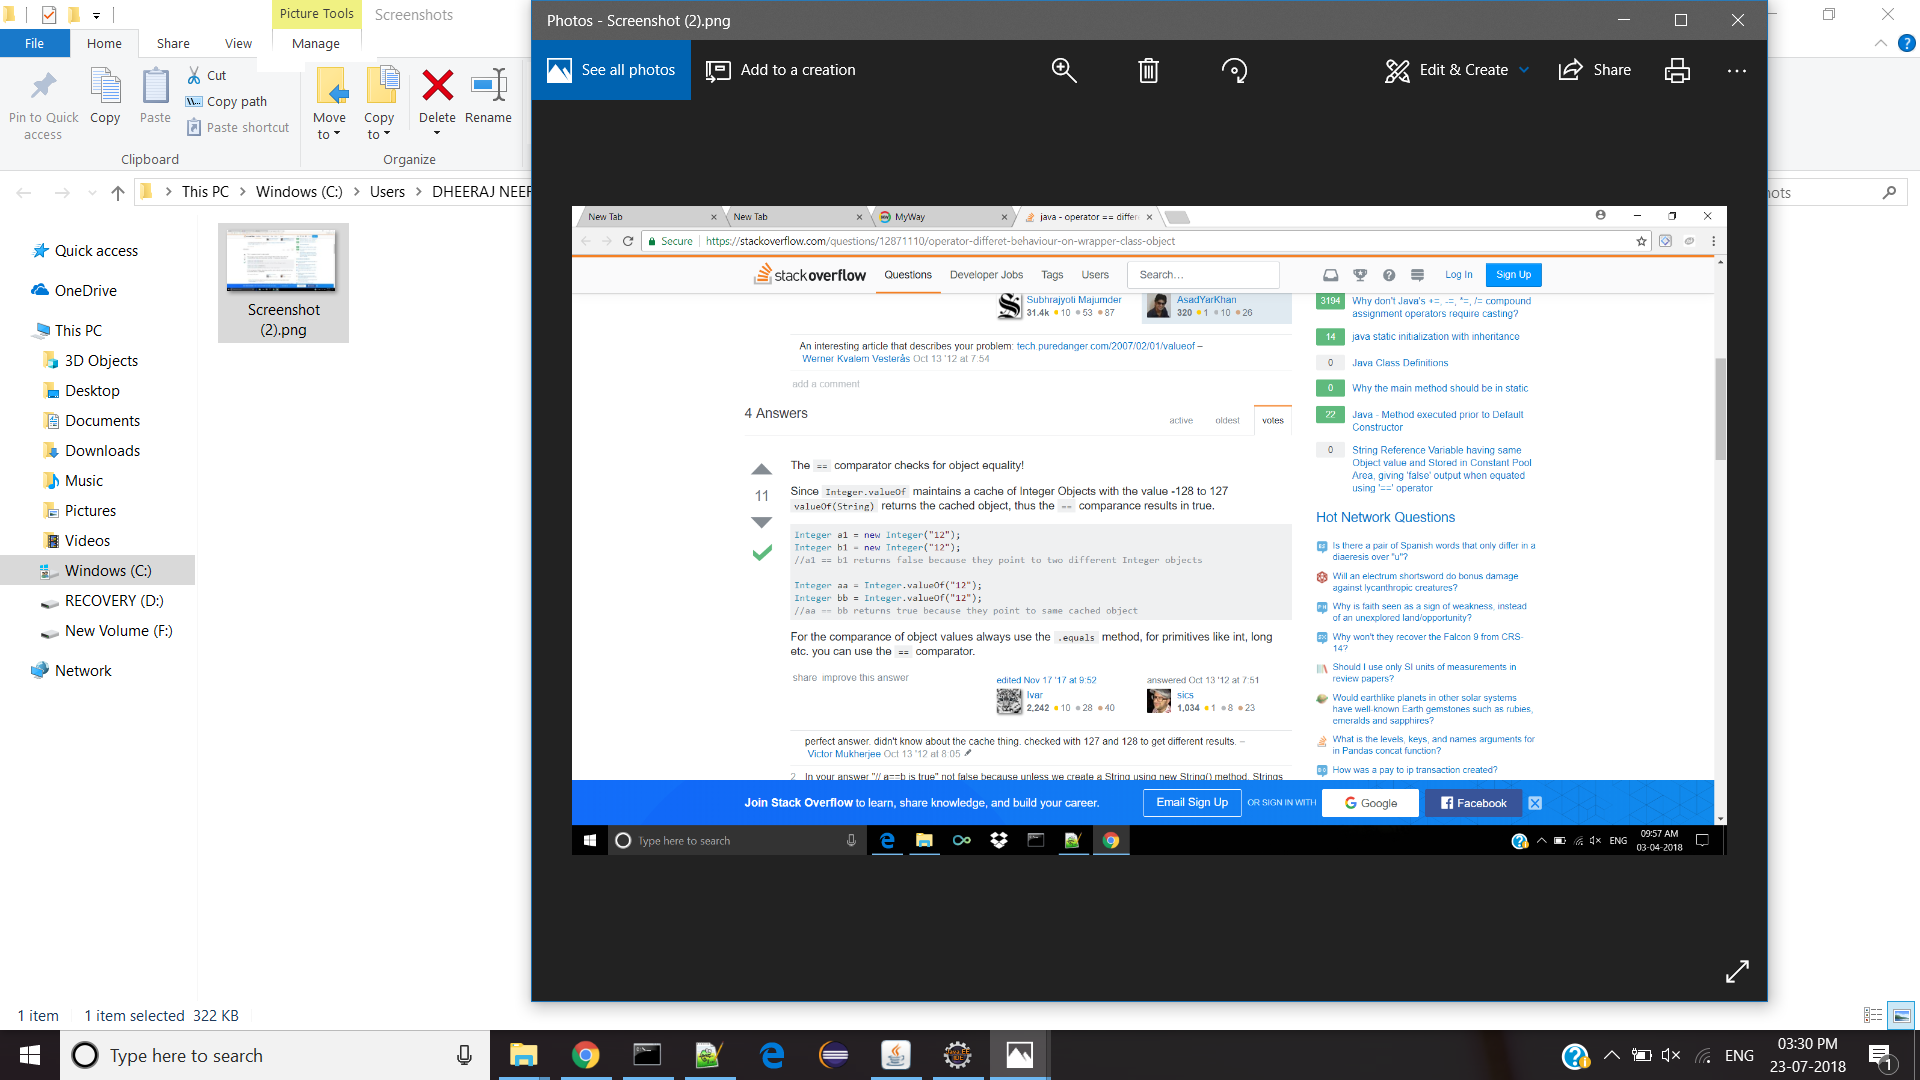 Picture Tools
Screenshots
File
Home
Share
View
Manage
Pin to Quick access
Copy
Paste
Cut
Copy path
Paste shortcut
Move to
Copy to
Delete
Rename
Clipboard
Organize
This PC
Windows (C:)
Users
DHEERAJ NEER
ots
Quick access
OneDrive
This PC
3D Objects
Desktop
Documents
Downloads
Music
Pictures
Videos
Windows (C:)
RECOVERY (D:)
New Volume (F:)
Network
Screenshot
(2).png
1 item
1 item selected 322 KB
Photos - Screenshot (2).png
See all photos
Add to a creation
Edit & Create
Share
New Tab
New Tab
MyWay
java - operator == differ
Secure
https://stackoverflow.com/questions/12871110/operator-differet-behaviour-on-wrapper-class-object
stackoverflow
Questions
Developer Jobs
Tags
Users
Search...
Log In
Sign Up
Subhrajyoti Majumder
31.4k 10 53 87
AsadYarKhan
320 1 10 26
An interesting article that describes your problem: tech.puredanger.com/2007/02/01/valueof –
Werner Kvalem Vesterås Oct 13 '12 at 7:54
add a comment
4 Answers
active
oldest
votes
The == comparator checks for object equality!
11
Since Integer.valueOf maintains a cache of Integer Objects with the value -128 to 127
valueOf(String) returns the cached object, thus the == comparance results in true.
Integer a1 = new Integer("12");
Integer b1 = new Integer("12");
//a1 == b1 returns false because they point to two different Integer objects
Integer aa = Integer.valueOf("12");
Integer bb = Integer.valueOf("12");
//aa == bb returns true because they point to same cached object
For the comparance of object values always use the .equals method, for primitives like int, long
etc. you can use the == comparator.
share improve this answer
edited Nov 17 '17 at 9:52
Ivar
2,242 10 28 40
answered Oct 13 '12 at 7:51
sics
1,034 1 8 23
perfect answer. didn't know about the cache thing. checked with 127 and 128 to get different results. –
Victor Mukherjee Oct 13 '12 at 8:05
2 In your answer "// a==b is true" not false because unless we create a String using new String() method, Strings
3194 Why don't Java's +=, -=, *=, /= compound
assignment operators require casting?
14 java static initialization with inheritance
0 Java Class Definitions
0 Why the main method should be in static
22 Java - Method executed prior to Default
Constructor
0 String Reference Variable having same
Object value and Stored in Constant Pool
Area, giving 'false' output when equated
using '==' operator
Hot Network Questions
Is there a pair of Spanish words that only differ in a
diaeresis over "u"?
Will an electrum shortsword do bonus damage
against lycanthropic creatures?
Why is faith seen as a sign of weakness, instead
of an unexplored land/opportunity?
Why won't they recover the Falcon 9 from CRS-
14?
Should I use only SI units of measurements in
review papers?
Would earthlike planets in other solar systems
have well-known Earth gemstones such as rubies,
emeralds and sapphires?
What is the levels, keys, and names arguments for
in Pandas concat function?
How was a pay to ip transaction created?
Join Stack Overflow to learn, share knowledge, and build your career.
Email Sign Up
OR SIGN IN WITH
Google
Facebook
Type here to search
ENG
09:57 AM
03-04-2018
Type here to search
ENG
03:30 PM
23-07-2018
1